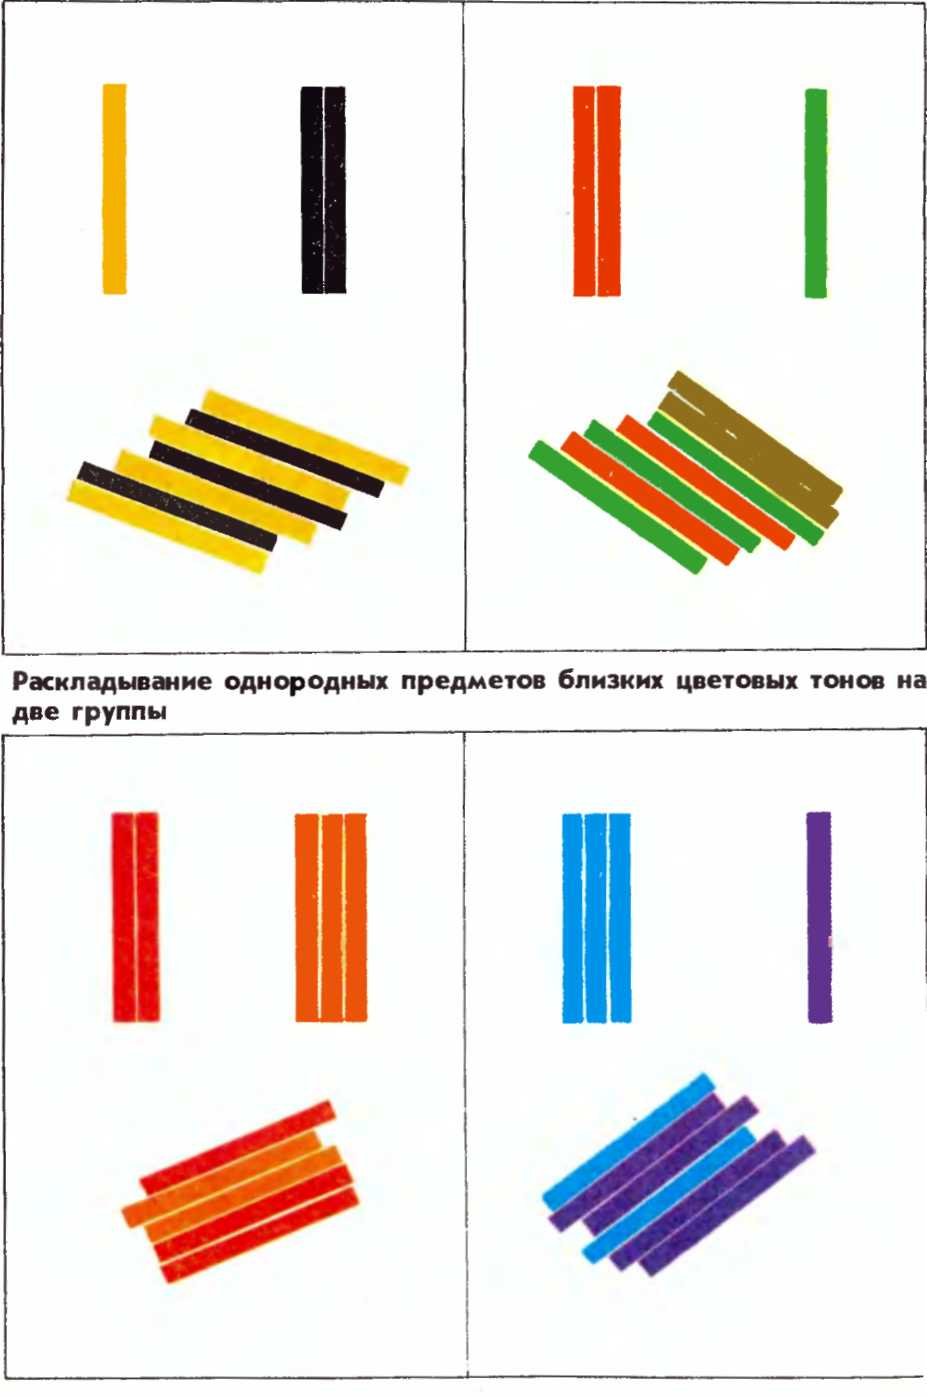 Раскладывание однородных предметов близких цветовых тонов на
две группы